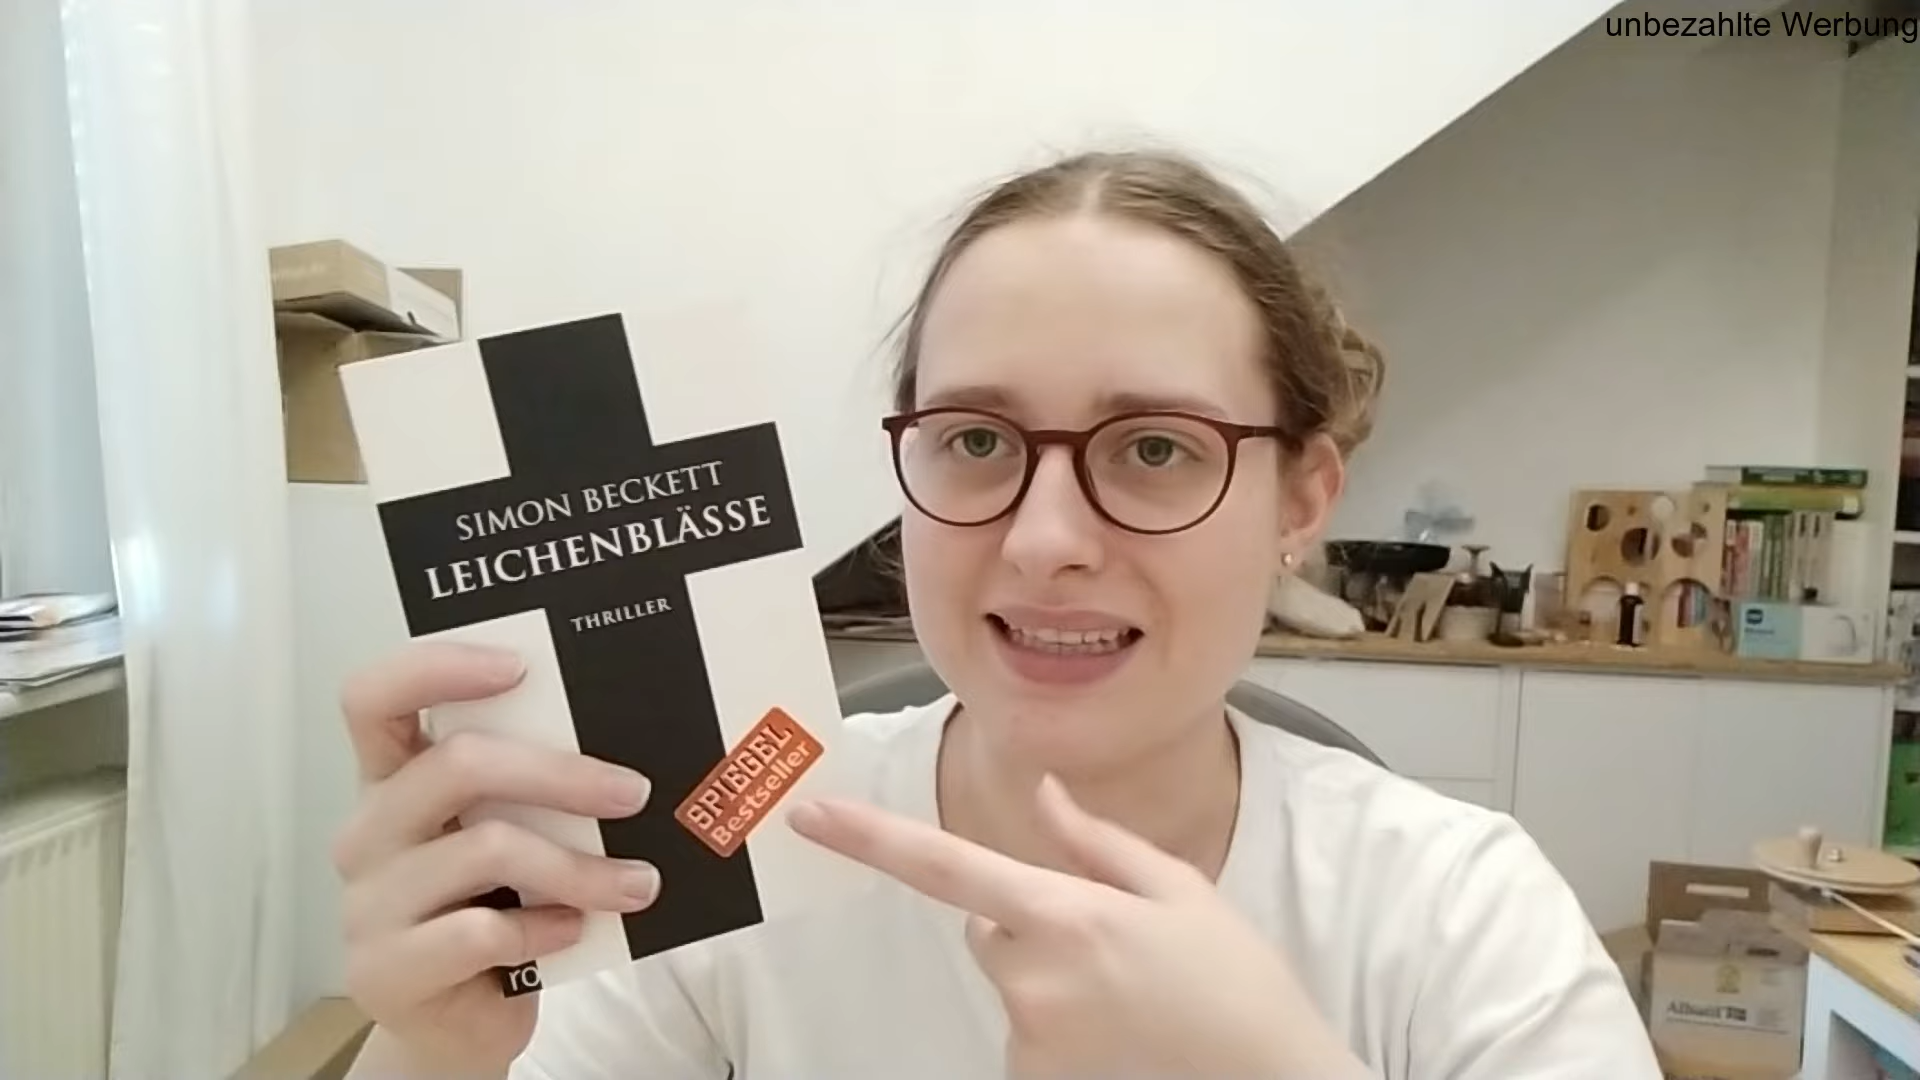 unbezahlte Werbung
SIMON BECKETT
LEICHENBLÄSSE
THRILLER
SPIEGEL
Bestseller
ro